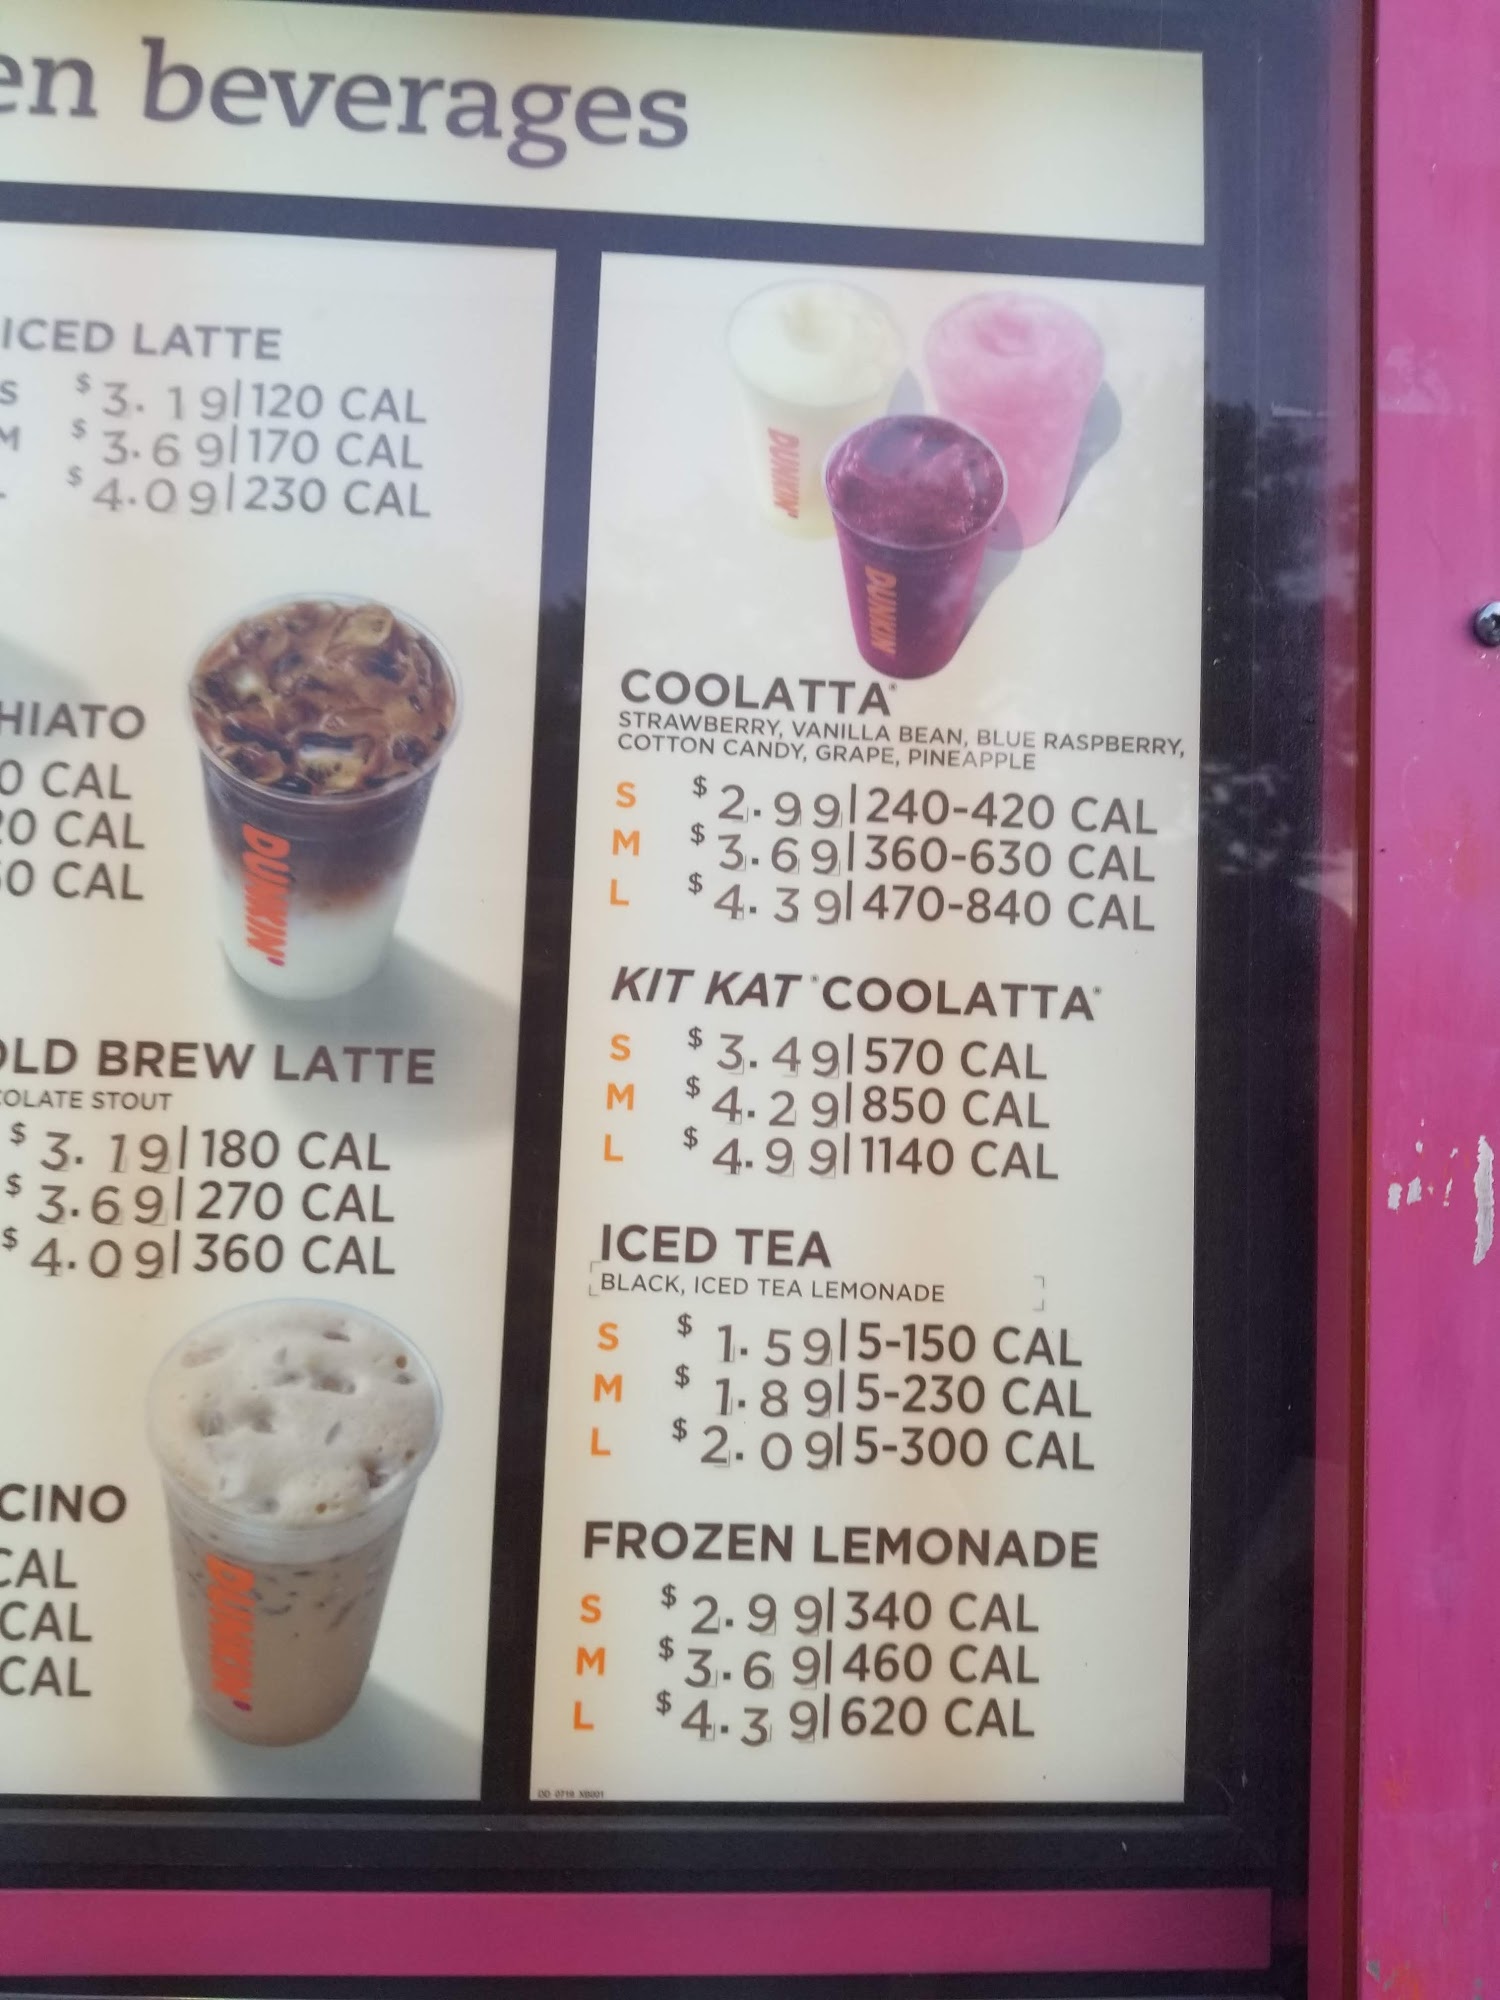 en beverages
ICED LATTE
S $3.19|120 CAL
M $3.69|170 CAL
$4.09|230 CAL
HIATO
0 CAL
20 CAL
0 CAL
DUNKIN'
OLD BREW LATTE
COLATE STOUT
$3.19|180 CAL
$3.69|270 CAL
$4.09|360 CAL
CINO
CAL
CAL
CAL
DUNKIN'
DUNKIN'
DUNKIN'
COOLATTA®
STRAWBERRY, VANILLA BEAN, BLUE RASPBERRY,
COTTON CANDY, GRAPE, PINEAPPLE
S $2.99|240-420 CAL
M $3.69|360-630 CAL
L $4.39|470-840 CAL
KIT KAT® COOLATTA®
S $3.49|570 CAL
M $4.29|850 CAL
L $4.99|1140 CAL
ICED TEA
BLACK, ICED TEA LEMONADE
S $1.59|5-150 CAL
M $1.89|5-230 CAL
L $2.09|5-300 CAL
FROZEN LEMONADE
S $2.99|340 CAL
M $3.69|460 CAL
L $4.39|620 CAL